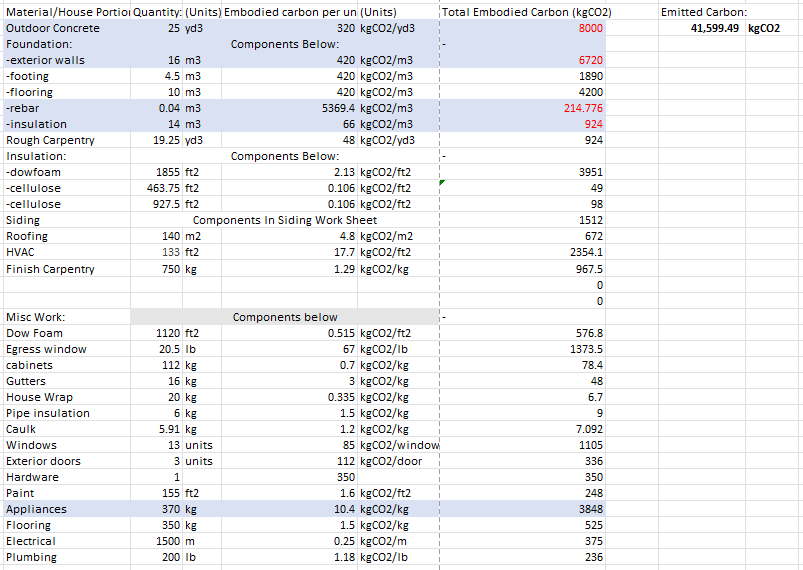 Material/House Portio Quantity: (Units) Embodied carbon per un (Units) Total Embodied Carbon (kgCO2) Emitted Carbon:
Outdoor Concrete 25 yd3 320 kgCO2/yd3 8000 41,599.49 kgCO2
Foundation: Components Below: -
-exterior walls 16 m3 420 kgCO2/m3 6720
-footing 4.5 m3 420 kgCO2/m3 1890
-flooring 10 m3 420 kgCO2/m3 4200
-rebar 0.04 m3 5369.4 kgCO2/m3 214.776
-insulation 14 m3 66 kgCO2/m3 924
Rough Carpentry 19.25 yd3 48 kgCO2/yd3 924
Insulation: Components Below: -
-dowfoam 1855 ft2 2.13 kgCO2/ft2 3951
-cellulose 463.75 ft2 0.106 kgCO2/ft2 49
-cellulose 927.5 ft2 0.106 kgCO2/ft2 98
Siding Components In Siding Work Sheet 1512
Roofing 140 m2 4.8 kgCO2/m2 672
HVAC 133 ft2 17.7 kgCO2/ft2 2354.1
Finish Carpentry 750 kg 1.29 kgCO2/kg 967.5
0
0
Misc Work: Components below -
Dow Foam 1120 ft2 0.515 kgCO2/ft2 576.8
Egress window 20.5 lb 67 kgCO2/lb 1373.5
cabinets 112 kg 0.7 kgCO2/kg 78.4
Gutters 16 kg 3 kgCO2/kg 48
House Wrap 20 kg 0.335 kgCO2/kg 6.7
Pipe insulation 6 kg 1.5 kgCO2/kg 9
Caulk 5.91 kg 1.2 kgCO2/kg 7.092
Windows 13 units 85 kgCO2/window 1105
Exterior doors 3 units 112 kgCO2/door 336
Hardware 1 350 350
Paint 155 ft2 1.6 kgCO2/ft2 248
Appliances 370 kg 10.4 kgCO2/kg 3848
Flooring 350 kg 1.5 kgCO2/kg 525
Electrical 1500 m 0.25 kgCO2/m 375
Plumbing 200 lb 1.18 kgCO2/lb 236